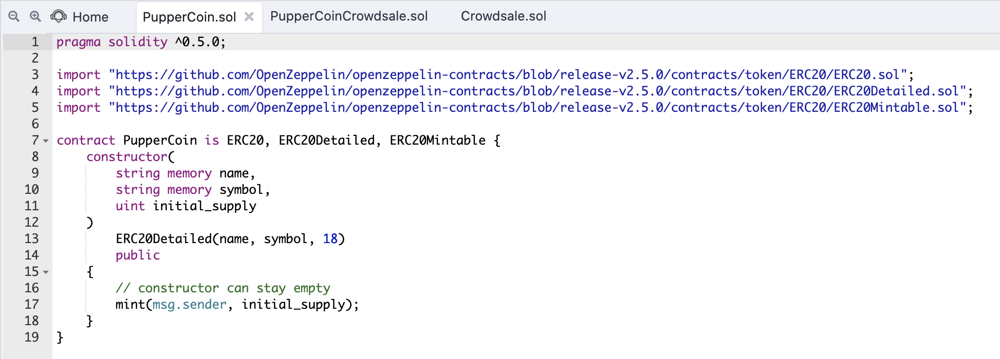 Home PupperCoin.sol PupperCoinCrowdsale.sol Crowdsale.sol
1 pragma solidity ^0.5.0;
2
3 import "https://github.com/OpenZeppelin/openzeppelin-contracts/blob/release-v2.5.0/contracts/token/ERC20/ERC20.sol";
4 import "https://github.com/OpenZeppelin/openzeppelin-contracts/blob/release-v2.5.0/contracts/token/ERC20/ERC20Detailed.sol";
5 import "https://github.com/OpenZeppelin/openzeppelin-contracts/blob/release-v2.5.0/contracts/token/ERC20/ERC20Mintable.sol";
6
7 contract PupperCoin is ERC20, ERC20Detailed, ERC20Mintable {
8     constructor(
9         string memory name,
10         string memory symbol,
11         uint initial_supply
12     )
13         ERC20Detailed(name, symbol, 18)
14         public
15     {
16         // constructor can stay empty
17         mint(msg.sender, initial_supply);
18     }
19 }